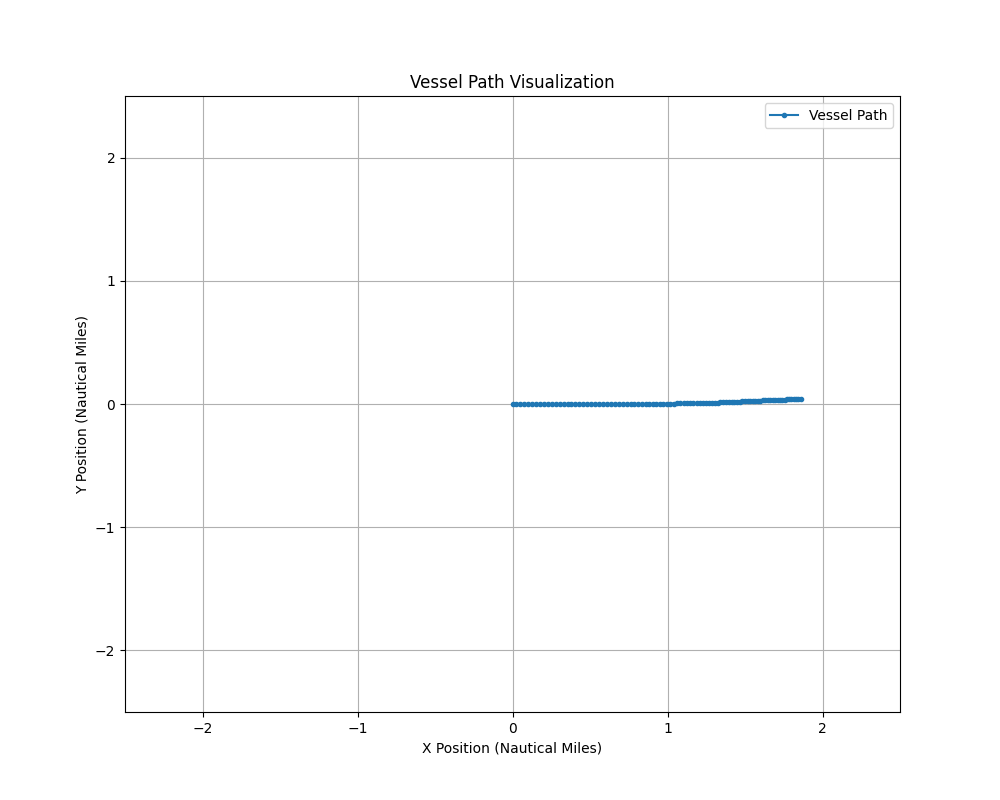 Vessel Path Visualization
Vessel Path
2
1
0
−1
−2
Y Position (Nautical Miles)
−2
−1
0
1
2
X Position (Nautical Miles)